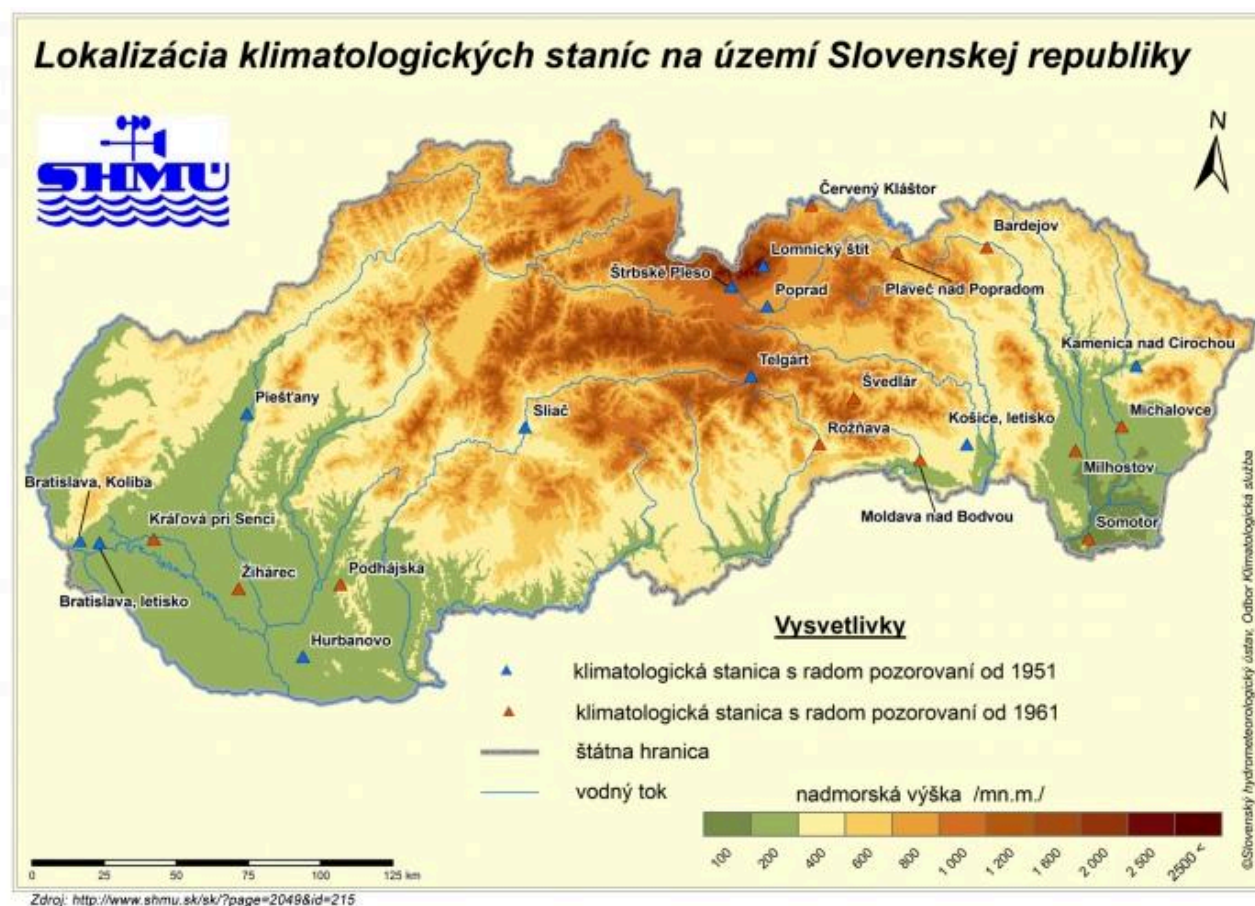 Lokalizácia klimatologických staníc na území Slovenskej republiky
SHMÚ
N
Červený Kláštor
Bardejov
Lomnický štít
Štrbské Pleso
Poprad
Plaveč nad Popradom
Kamenica nad Cirochou
Telgárt
Švedlár
Piešťany
Sliač
Košice, letisko
Michalovce
Rožňava
Bratislava, Koliba
Milhostov
Kráľová pri Senci
Moldava nad Bodvou
Somotor
Žihárec
Podhájska
Bratislava, letisko
Hurbanovo
Vysvetlivky
klimatologická stanica s radom pozorovaní od 1951
klimatologická stanica s radom pozorovaní od 1961
štátna hranica
vodný tok
nadmorská výška /mn.m./
100 200 400 600 800 1 000 1 200 1 600 2 000 2 500 2500 <
0 25 50 75 100 125 km
©Slovenský hydrometeorologický ústav, Odbor Klimatologická služba
Zdroj: http://www.shmu.sk/sk/?page=2049&id=215